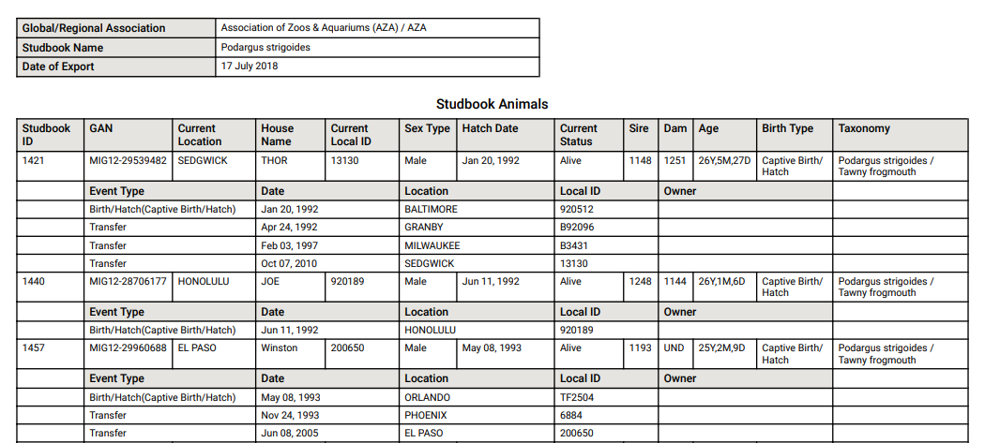 Global/Regional Association Association of Zoos & Aquariums (AZA) / AZA
Studbook Name Podargus strigoides
Date of Export 17 July 2018
Studbook Animals
Studbook ID GAN Current Location House Name Current Local ID Sex Type Hatch Date Current Status Sire Dam Age Birth Type Taxonomy
1421 MIG12-29539482 SEDGWICK THOR 13130 Male Jan 20, 1992 Alive 1148 1251 26Y,5M,27D Captive Birth/ Hatch Podargus strigoides / Tawny frogmouth
Event Type Date Location Local ID Owner
Birth/Hatch(Captive Birth/Hatch) Jan 20, 1992 BALTIMORE 920512
Transfer Apr 24, 1992 GRANBY B92096
Transfer Feb 03, 1997 MILWAUKEE B3431
Transfer Oct 07, 2010 SEDGWICK 13130
1440 MIG12-28706177 HONOLULU JOE 920189 Male Jun 11, 1992 Alive 1248 1144 26Y,1M,6D Captive Birth/ Hatch Podargus strigoides / Tawny frogmouth
Event Type Date Location Local ID Owner
Birth/Hatch(Captive Birth/Hatch) Jun 11, 1992 HONOLULU 920189
1457 MIG12-29960688 EL PASO Winston 200650 Male May 08, 1993 Alive 1193 UND 25Y,2M,9D Captive Birth/ Hatch Podargus strigoides / Tawny frogmouth
Event Type Date Location Local ID Owner
Birth/Hatch(Captive Birth/Hatch) May 08, 1993 ORLANDO TF2504
Transfer Nov 24, 1993 PHOENIX 6884
Transfer Jun 08, 2005 EL PASO 200650